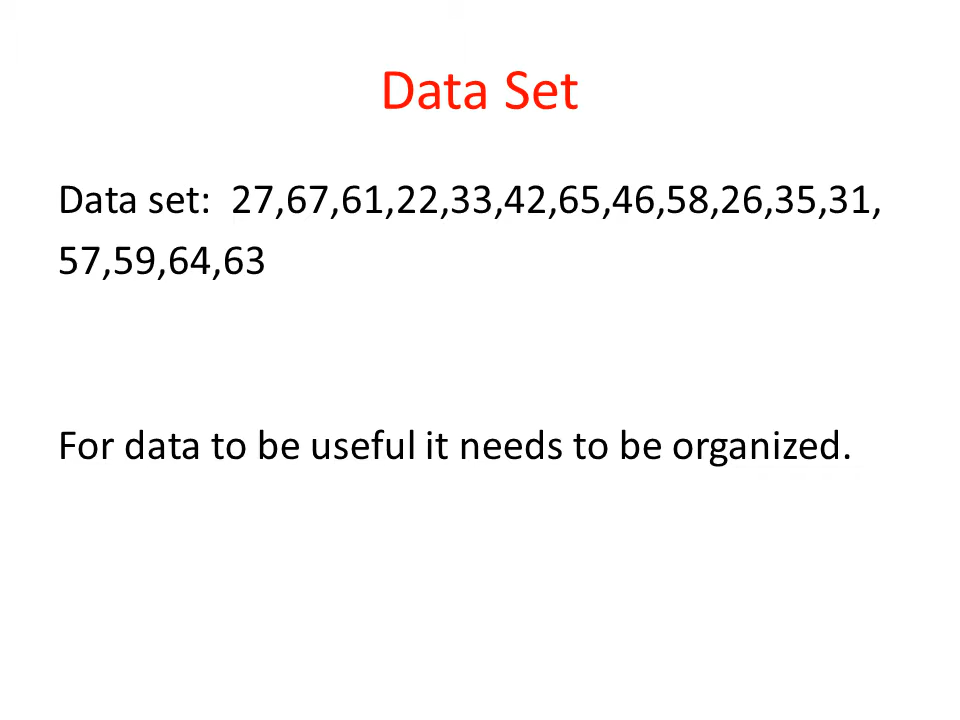 Data Set
Data set:  27,67,61,22,33,42,65,46,58,26,35,31,
57,59,64,63
For data to be useful it needs to be organized.